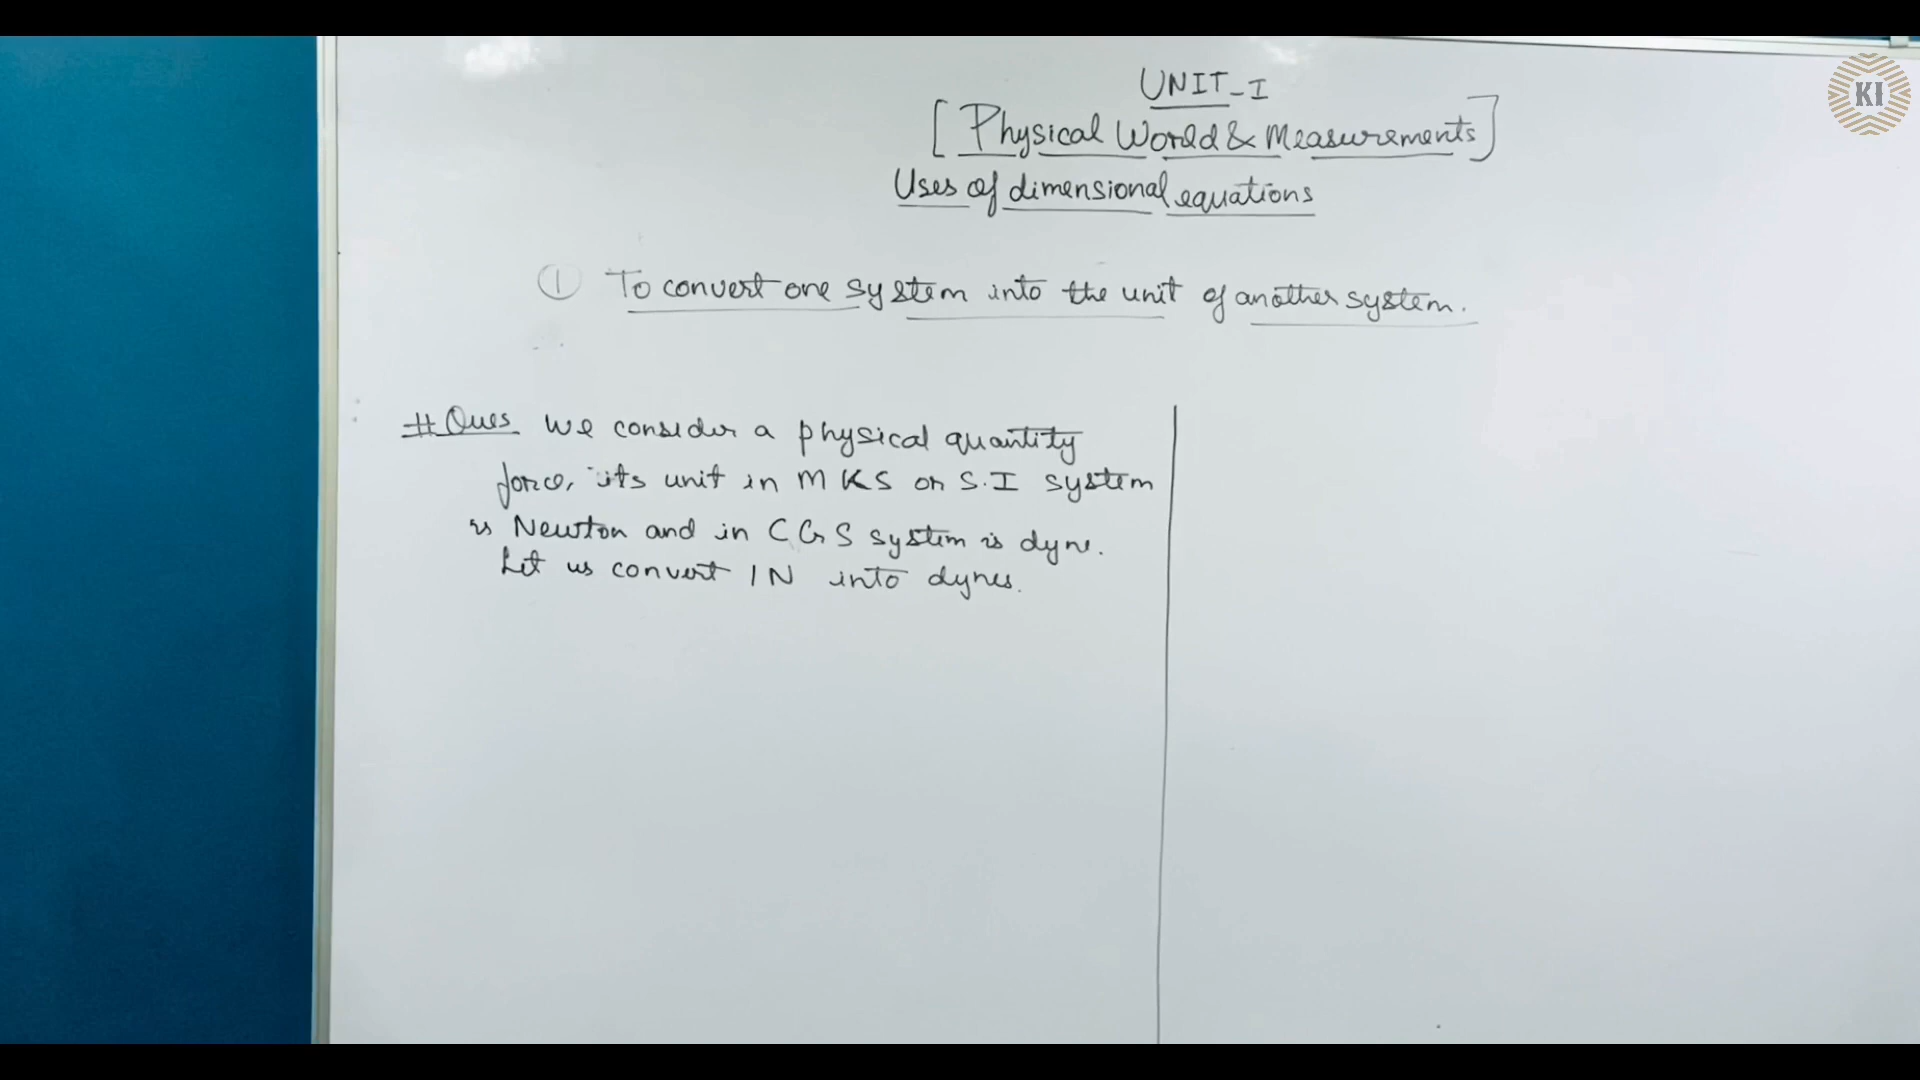 KI
UNIT-I
[Physical World & Measurements]
Uses of dimensional equations
① To convert one system into the unit of another system.
# Ques We consider a physical quantity
force, its unit in MKS or S.I system
is Newton and in CGS system is dyne.
Let us convert 1N into dynes.